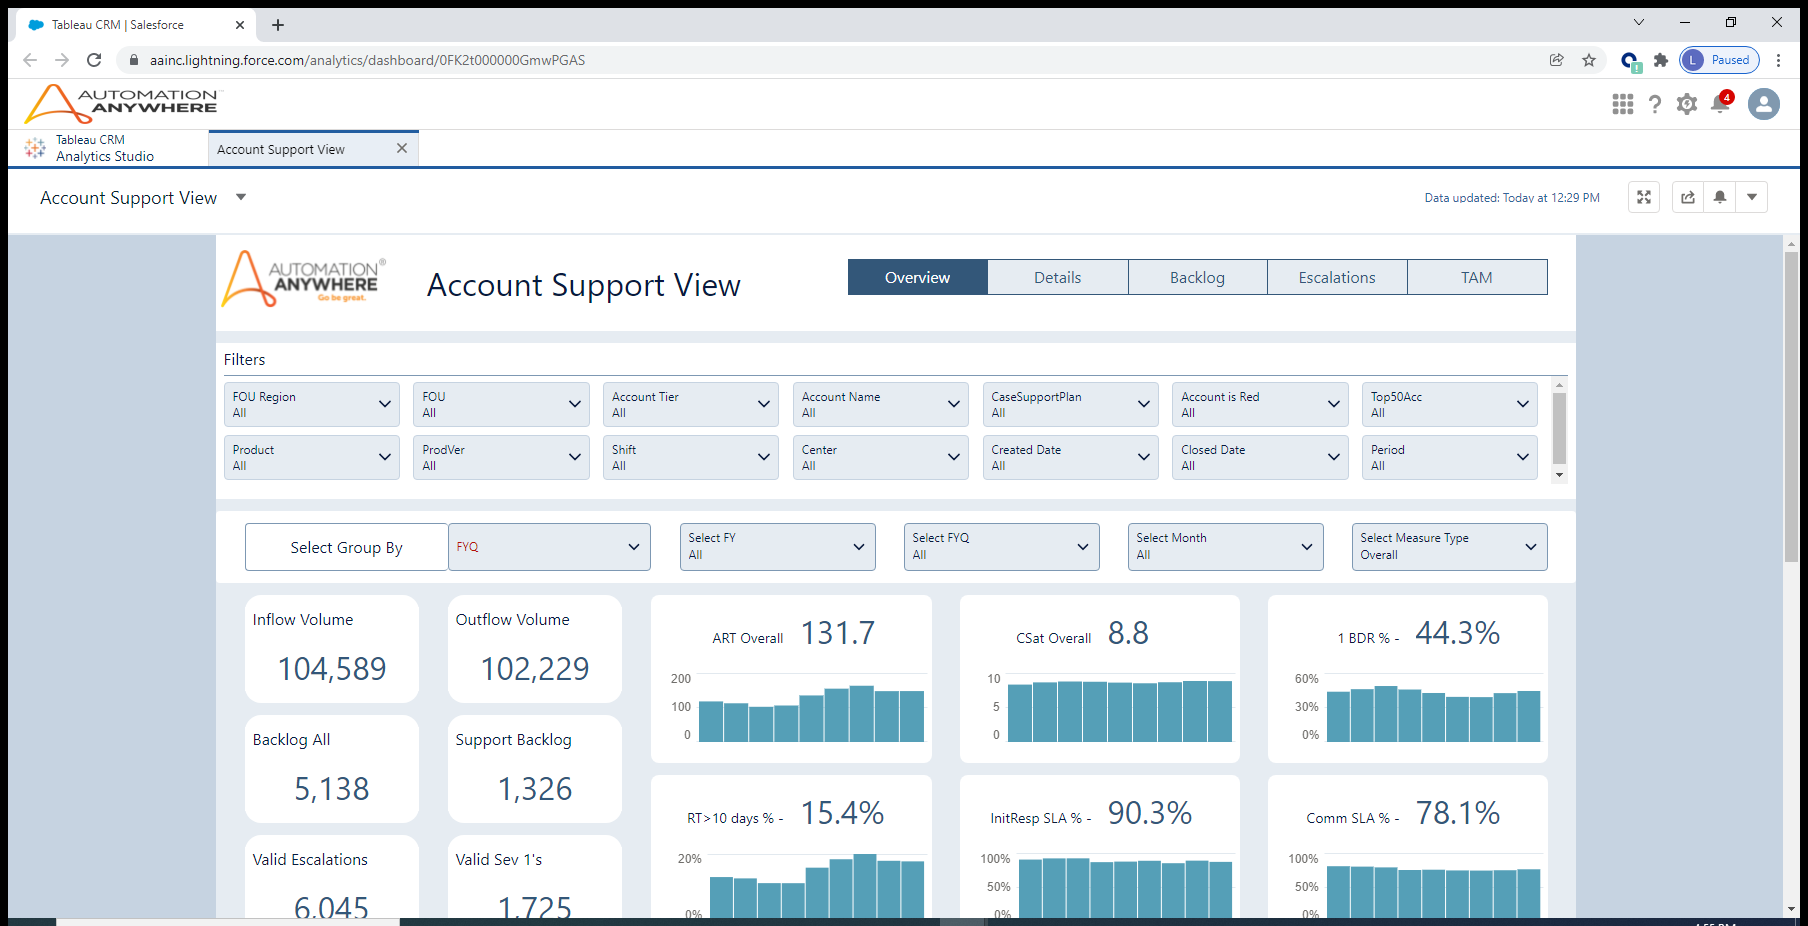 Tableau CRM | Salesforce
aainc.lightning.force.com/analytics/dashboard/0FK2t000000GmwPGAS
L Paused
AUTOMATION
ANYWHERE
4
Tableau CRM
Analytics Studio
Account Support View
Account Support View
Data updated: Today at 12:29 PM
AUTOMATION®
ANYWHERE
Go be great.
Account Support View
Overview Details Backlog Escalations TAM
Filters
FOU Region FOU Account Tier Account Name CaseSupportPlan Account is Red Top50Acc
All All All All All All All
Product ProdVer Shift Center Created Date Closed Date Period
All All All All All All All
Select Group By FYQ
Select FY Select FYQ Select Month Select Measure Type
All All All Overall
Inflow Volume Outflow Volume
104,589 102,229
ART Overall 131.7 CSat Overall 8.8 1 BDR % - 44.3%
200 10 60%
100 5 30%
0 0 0%
Backlog All Support Backlog
5,138 1,326
RT>10 days % - 15.4% InitResp SLA % - 90.3% Comm SLA % - 78.1%
Valid Escalations Valid Sev 1's
6,045 1,725
20% 100% 100%
50% 50%
0% 0% 0%